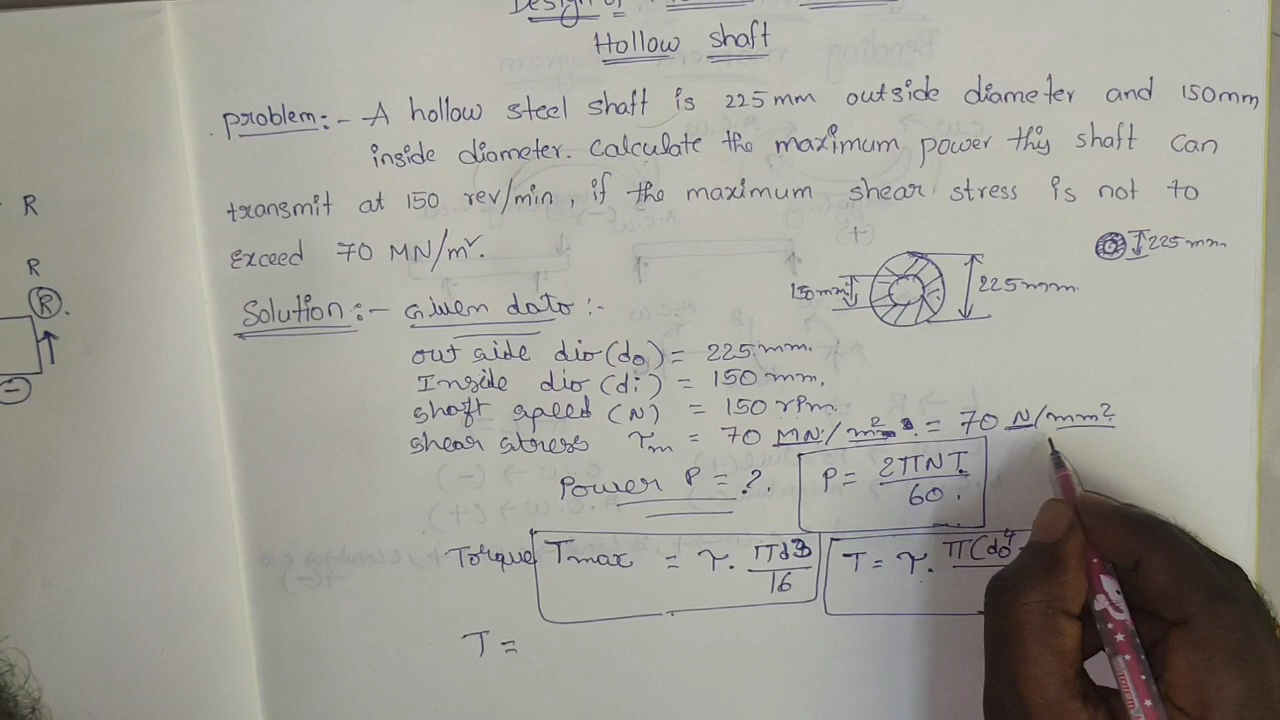 Design of
Hollow shaft
problem:- A hollow steel shaft is 225mm outside diameter and 150mm
inside diameter. Calculate the maximum power this shaft can
transmit at 150 rev/min, if the maximum shear stress is not to
Exceed 70 MN/m².
225mm.
150mm
225mm.
Solution:- Given data:-
out side dia(do) = 225mm.
Inside dia (di) = 150 mm.
shaft speed (N) = 150 rpm.
shear stress τm = 70 MN/m² = 70 N/mm².
Power P = ?. P = 2πNT/60.
Torque Tmax = τ. πd3/16 T = τ. π(do⁴
T =
R
R
R.
-